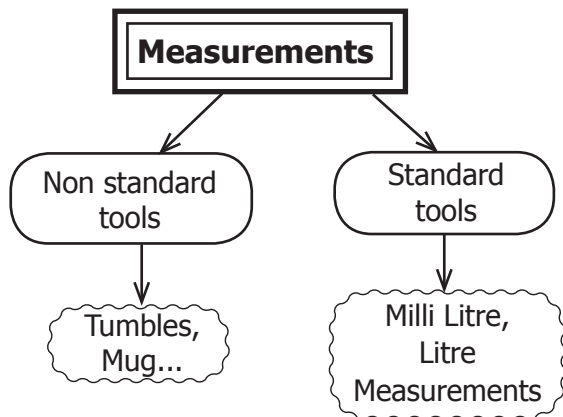 Measurements
Non standard
tools
Standard
tools
Tumbles,
Mug...
Milli Litre,
Litre
Measurements